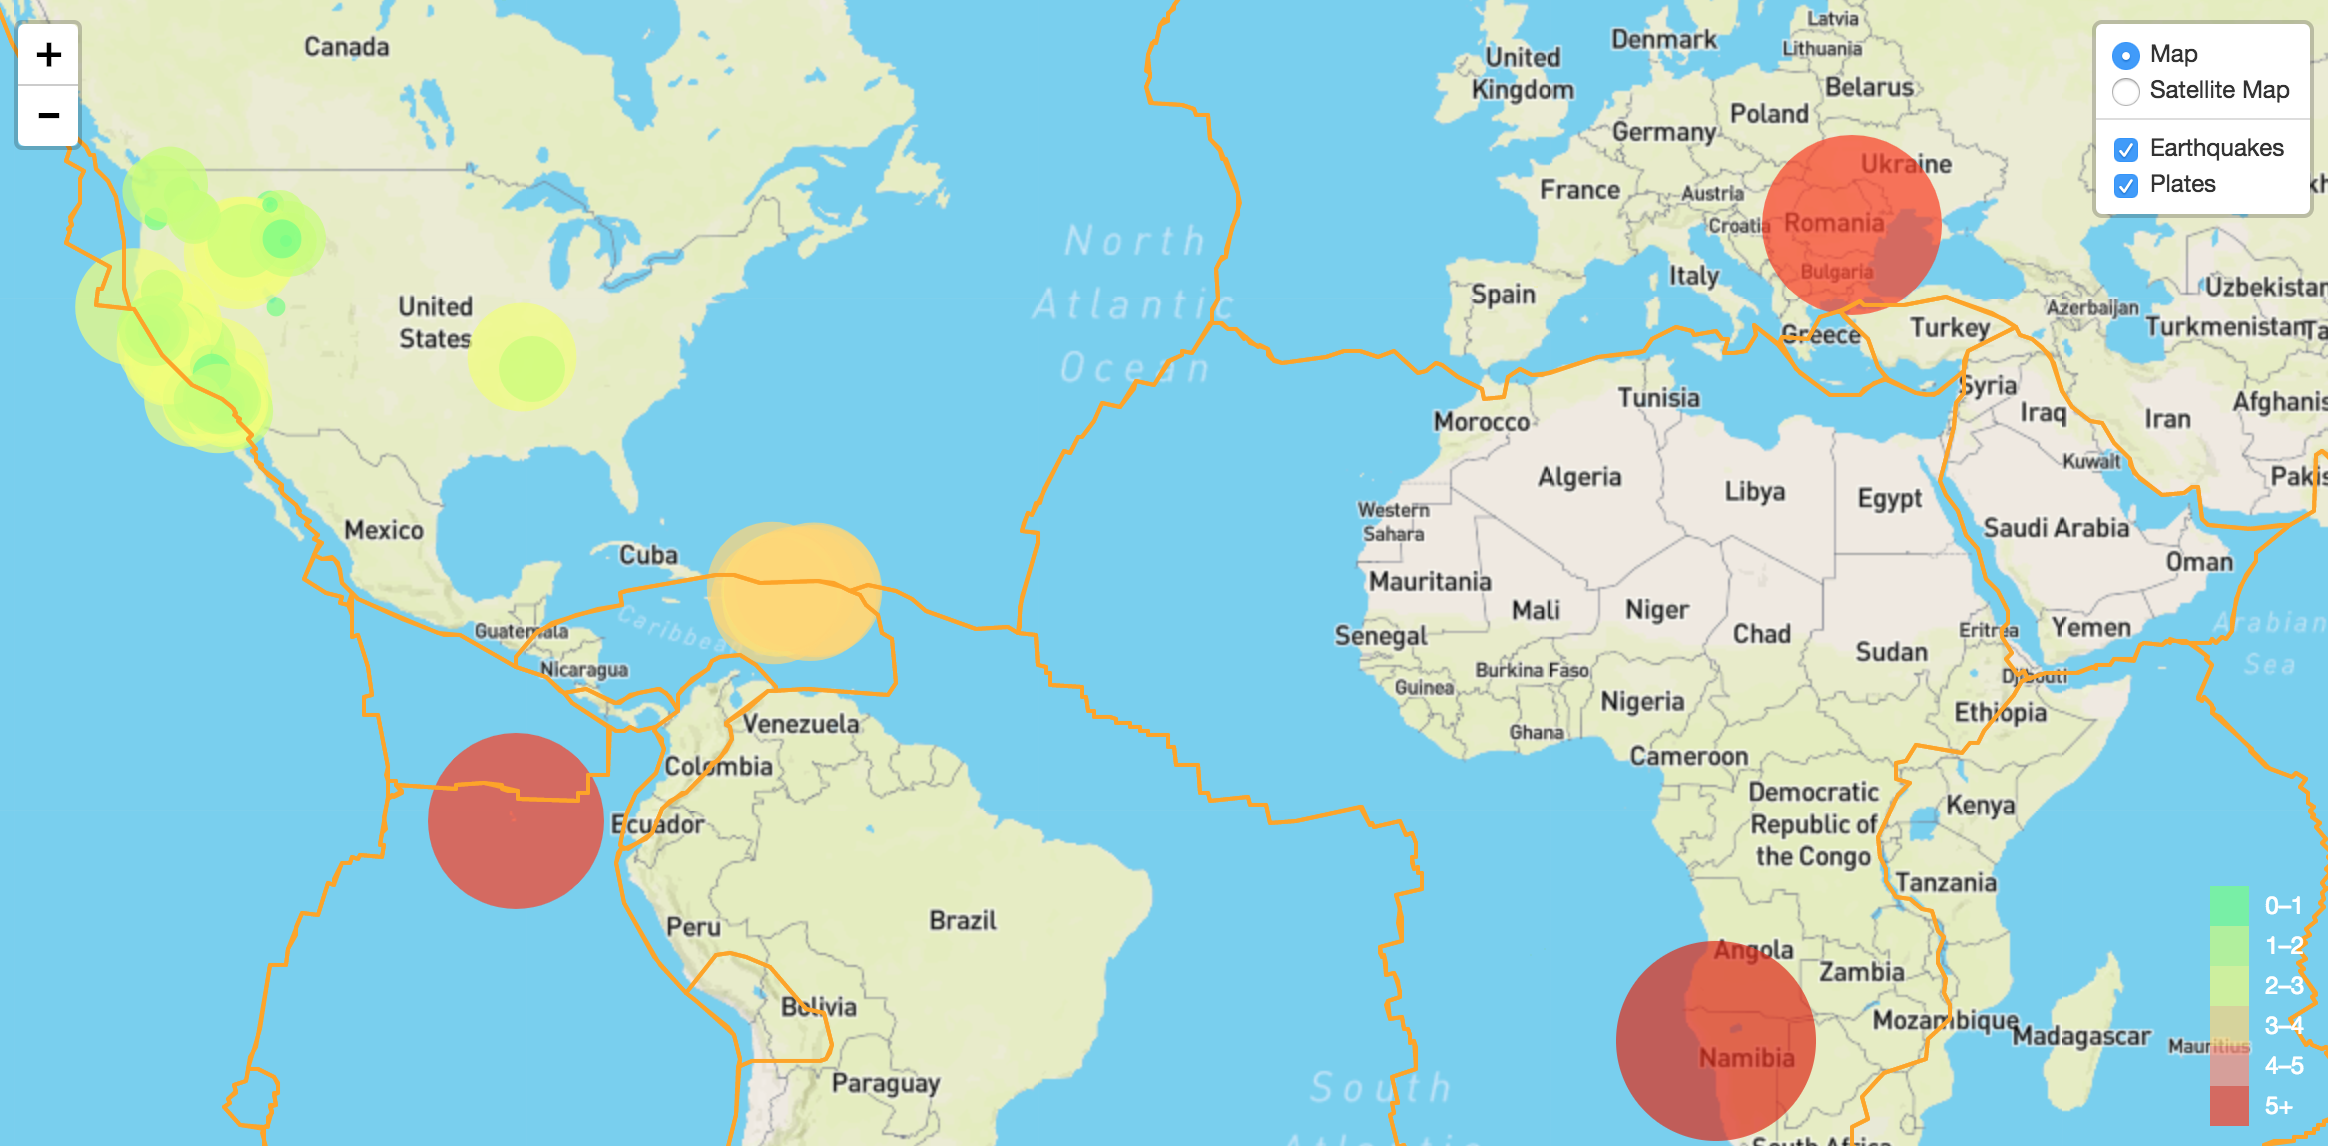 +
−
Canada
United
States
Mexico
Cuba
Guatemala
Nicaragua
Caribbea
Venezuela
Colombia
Ecuador
Peru
Brazil
Bolivia
Paraguay
North
Atlantic
Ocean
South
Atlantic
Latvia
Lithuania
Denmark
United
Kingdom
Belarus
Poland
Germany
Ukraine
France
Austria
Croatia
Romania
Bulgaria
Italy
Spain
Greece
Turkey
Azerbaijan
Uzbekistan
Turkmenistan
Ta
kh
Syria
Iraq
Iran
Afghanis
Kuwait
Pakis
Tunisia
Morocco
Algeria
Libya
Egypt
Western
Sahara
Saudi Arabia
Oman
Mauritania
Mali
Niger
Chad
Sudan
Eritrea
Yemen
Arabian
Sea
Senegal
Burkina Faso
Guinea
Nigeria
Djibouti
Ethiopia
Ghana
Cameroon
Democratic
Republic of
the Congo
Kenya
Tanzania
Angola
Zambia
Mozambique
Madagascar
Mauritius
Namibia
South Africa
Map
Satellite Map
Earthquakes
Plates
0–1
1–2
2–3
3–4
4–5
5+